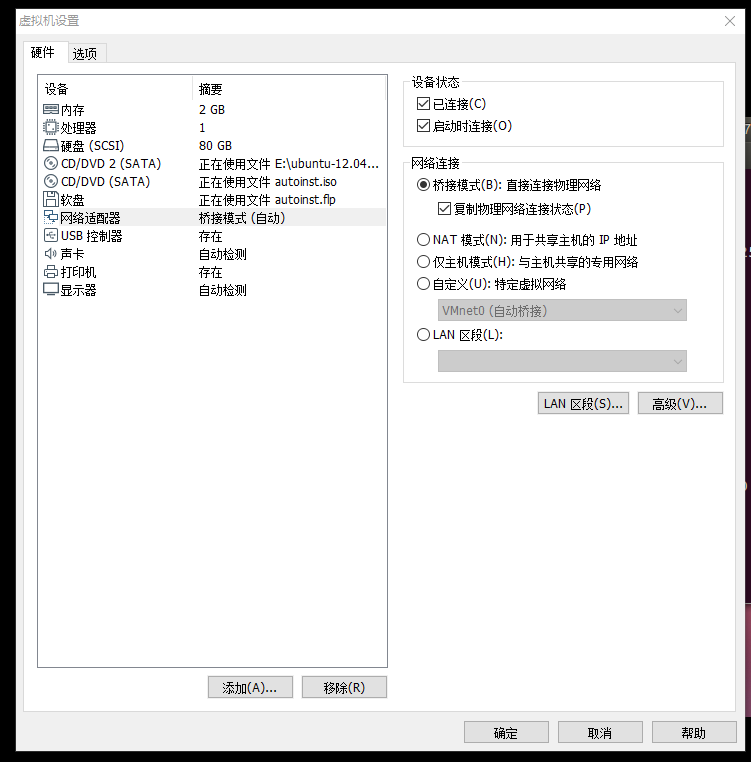 虚拟机设置
硬件 选项
设备 摘要
内存 2 GB
处理器 1
硬盘 (SCSI) 80 GB
CD/DVD 2 (SATA) 正在使用文件 E:\ubuntu-12.04...
CD/DVD (SATA) 正在使用文件 autoinst.iso
软盘 正在使用文件 autoinst.flp
网络适配器 桥接模式 (自动)
USB 控制器 存在
声卡 自动检测
打印机 存在
显示器 自动检测
添加(A)... 移除(R)
设备状态
已连接(C)
启动时连接(O)
网络连接
桥接模式(B): 直接连接物理网络
复制物理网络连接状态(P)
NAT 模式(N): 用于共享主机的 IP 地址
仅主机模式(H): 与主机共享的专用网络
自定义(U): 特定虚拟网络
VMnet0 (自动桥接)
LAN 区段(L):
LAN 区段(S)... 高级(V)...
确定 取消 帮助